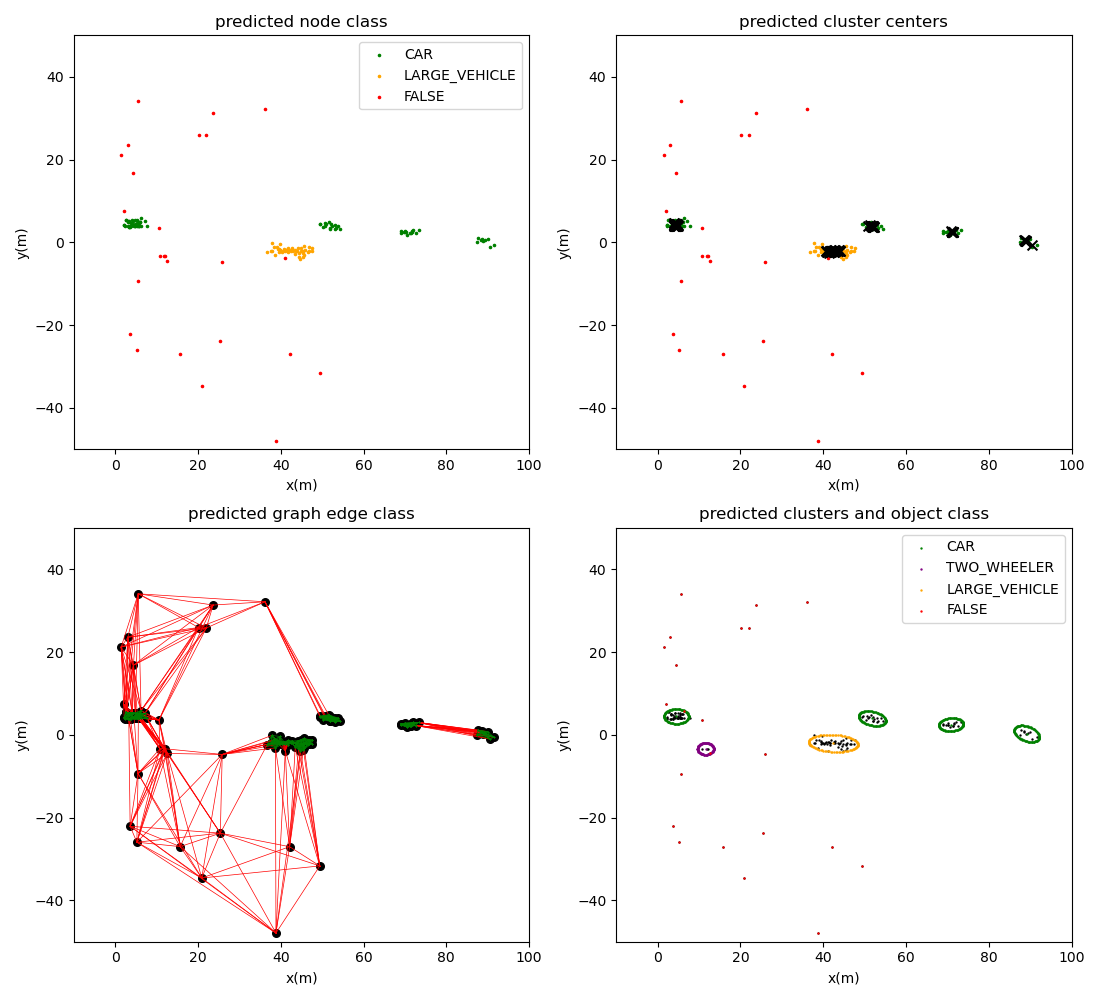 predicted node class
CAR
LARGE_VEHICLE
FALSE
40
20
0
−20
−40
y(m)
0 20 40 60 80 100
x(m)
predicted cluster centers
40
20
0
−20
−40
y(m)
0 20 40 60 80 100
x(m)
predicted graph edge class
40
20
0
−20
−40
y(m)
0 20 40 60 80 100
x(m)
predicted clusters and object class
CAR
TWO_WHEELER
LARGE_VEHICLE
FALSE
40
20
0
−20
−40
y(m)
0 20 40 60 80 100
x(m)